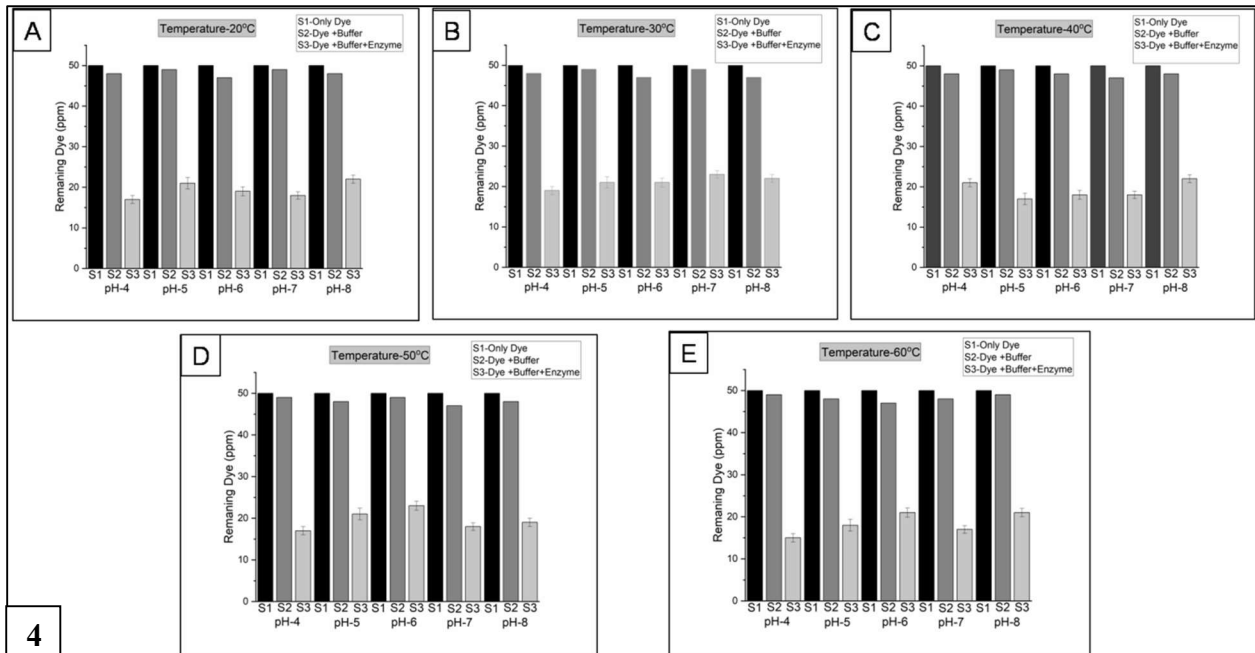 A
Temperature-20°C
S1-Only Dye
S2-Dye +Buffer
S3-Dye +Buffer+Enzyme
Remaning Dye (ppm)
50
40
30
20
10
0
S1 S2 S3 S1 S2 S3 S1 S2 S3 S1 S2 S3 S1 S2 S3
pH-4 pH-5 pH-6 pH-7 pH-8
B
Temperature-30°C
S1-Only Dye
S2-Dye +Buffer
S3-Dye +Buffer+Enzyme
Remaning Dye (ppm)
50
40
30
20
10
0
S1 S2 S3 S1 S2 S3 S1 S2 S3 S1 S2 S3 S1 S2 S3
pH-4 pH-5 pH-6 pH-7 pH-8
C
Temperature-40°C
S1-Only Dye
S2-Dye +Buffer
S3-Dye +Buffer+Enzyme
Remaning Dye (ppm)
50
40
30
20
10
0
S1 S2 S3 S1 S2 S3 S1 S2 S3 S1 S2 S3 S1 S2 S3
pH-4 pH-5 pH-6 pH-7 pH-8
D
Temperature-50°C
S1-Only Dye
S2-Dye +Buffer
S3-Dye +Buffer+Enzyme
Remaning Dye (ppm)
50
40
30
20
10
0
S1 S2 S3 S1 S2 S3 S1 S2 S3 S1 S2 S3 S1 S2 S3
pH-4 pH-5 pH-6 pH-7 pH-8
E
Temperature-60°C
S1-Only Dye
S2-Dye +Buffer
S3-Dye +Buffer+Enzyme
Remaning Dye (ppm)
50
40
30
20
10
0
S1 S2 S3 S1 S2 S3 S1 S2 S3 S1 S2 S3 S1 S2 S3
pH-4 pH-5 pH-6 pH-7 pH-8
4